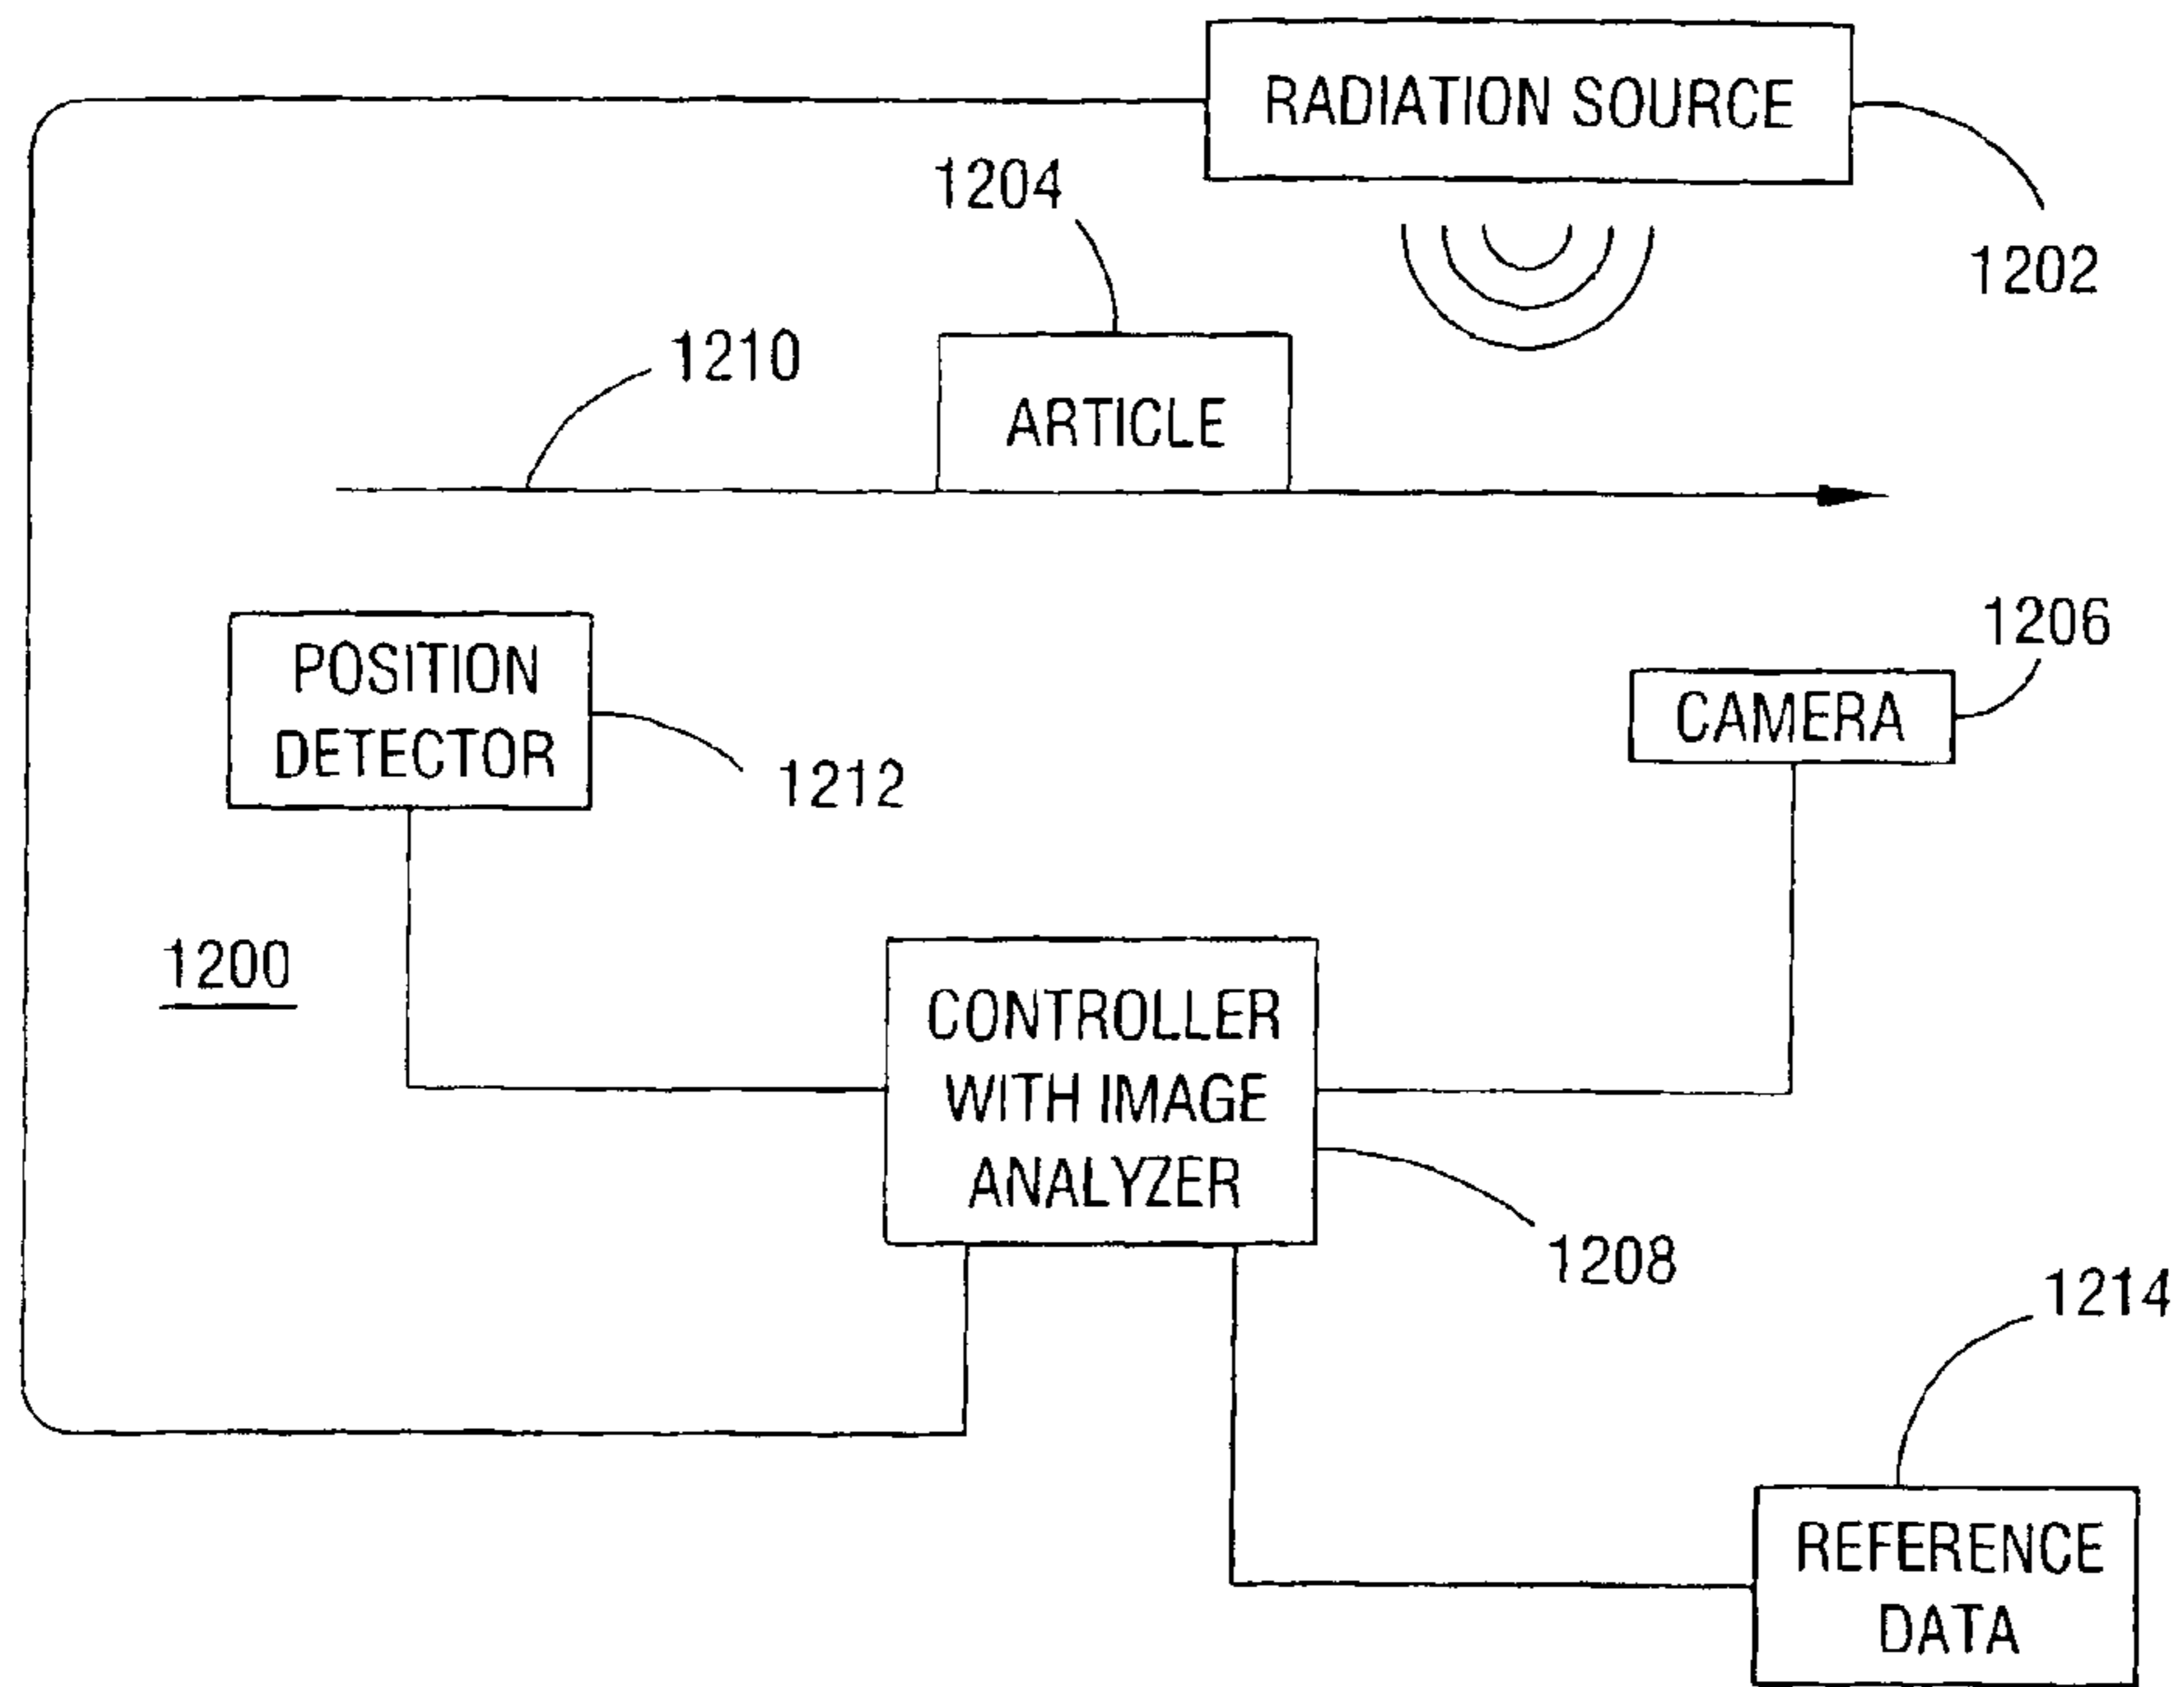 RADIATION SOURCE
1202
1204
1210
ARTICLE
POSITION
DETECTOR
1212
1206
CAMERA
1200
CONTROLLER
WITH IMAGE
ANALYZER
1208
1214
REFERENCE
DATA